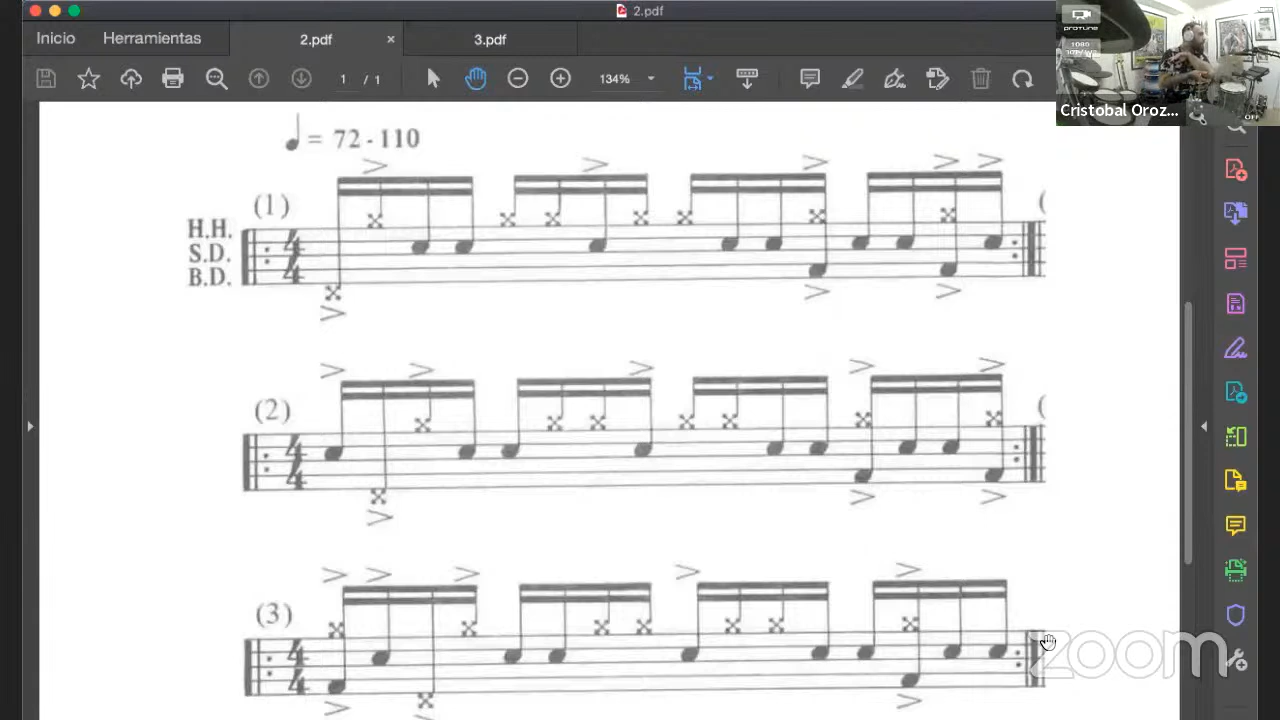 2.pdf
Inicio Herramientas 2.pdf × 3.pdf
1 / 1 134%
Cristobal Oroz...
OFF
= 72 - 110
(1)
H.H.
S.D.
B.D.
4
4
(2)
4
4
(3)
4
4
zoom